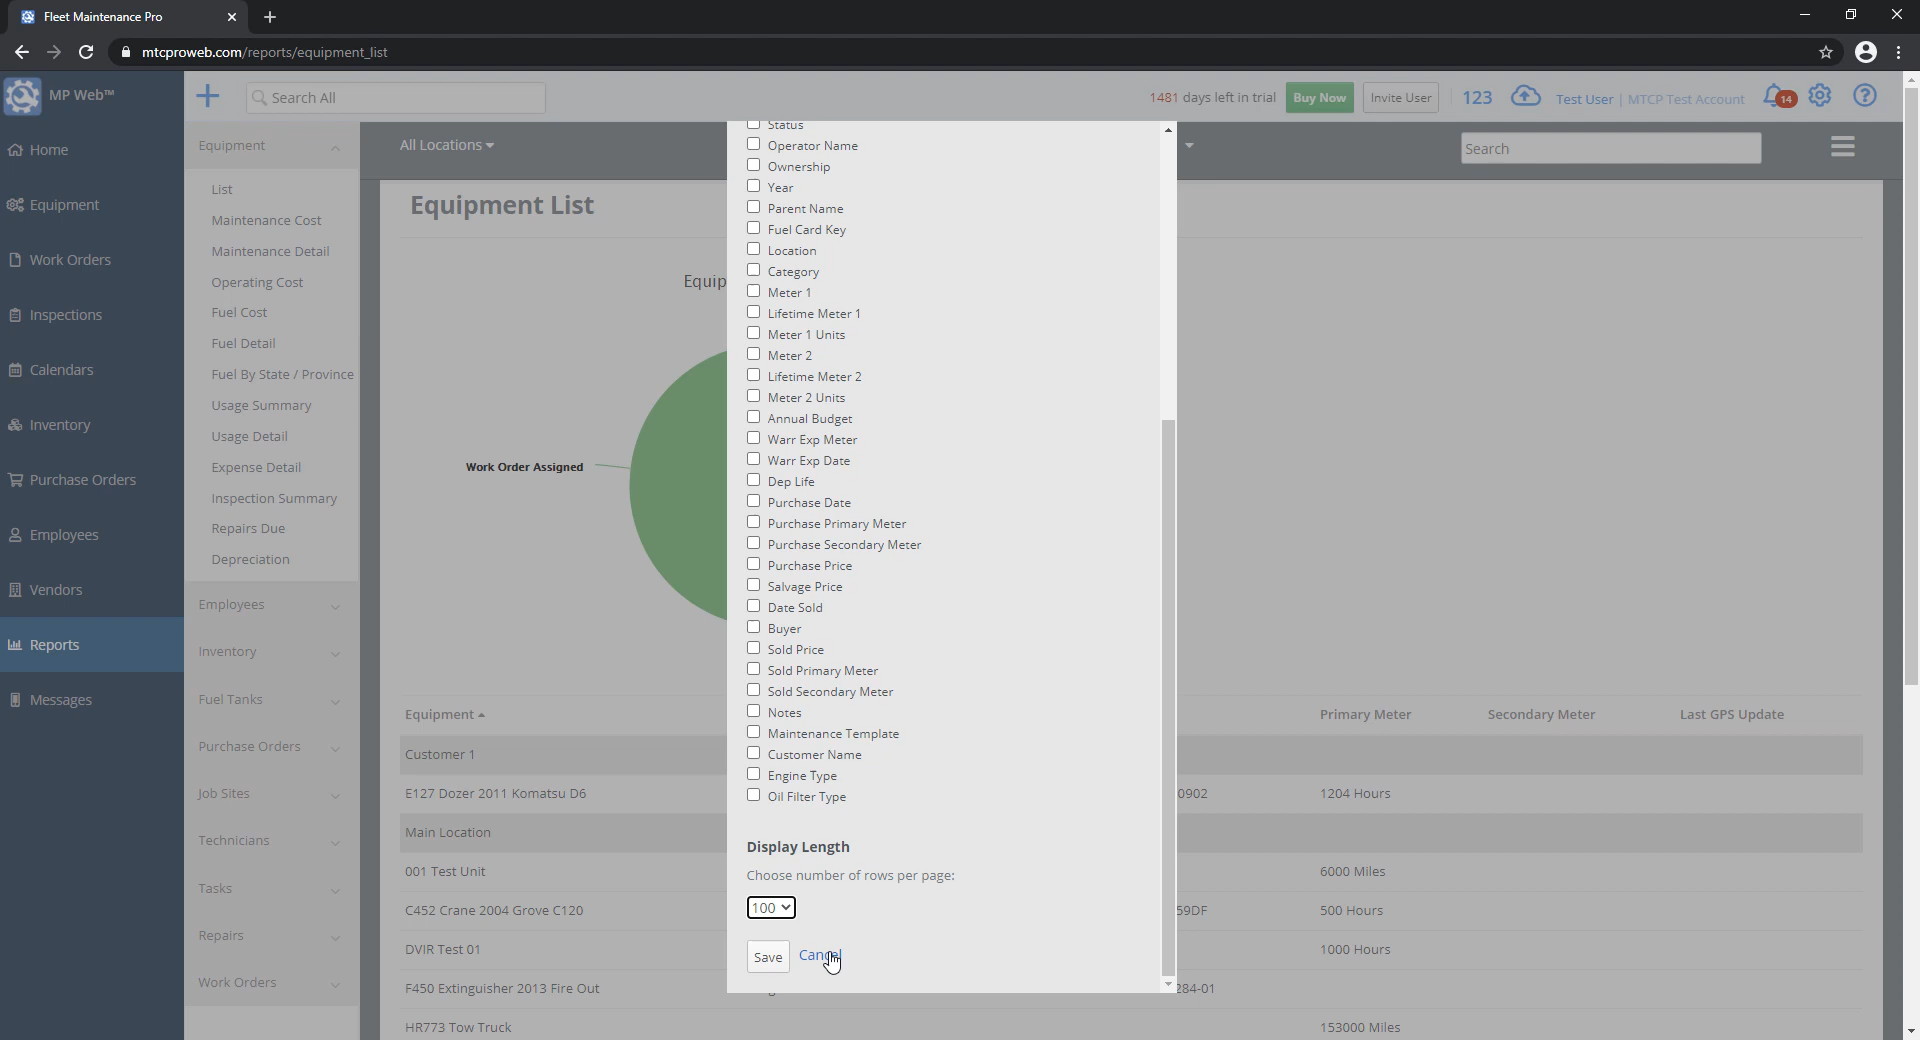 Fleet Maintenance Pro
mtcproweb.com/reports/equipment_list
MP Web™
Search All
1481 days left in trial
Buy Now
Invite User
123
Test User | MTCP Test Account
14
Home
Equipment
Work Orders
Inspections
Calendars
Inventory
Purchase Orders
Employees
Vendors
Reports
Messages
Equipment
List
Maintenance Cost
Maintenance Detail
Operating Cost
Fuel Cost
Fuel Detail
Fuel By State / Province
Usage Summary
Usage Detail
Expense Detail
Inspection Summary
Repairs Due
Depreciation
Employees
Inventory
Fuel Tanks
Purchase Orders
Job Sites
Technicians
Tasks
Repairs
Work Orders
All Locations
Search
Equipment List
Equip
Work Order Assigned
Status
Operator Name
Ownership
Year
Parent Name
Fuel Card Key
Location
Category
Meter 1
Lifetime Meter 1
Meter 1 Units
Meter 2
Lifetime Meter 2
Meter 2 Units
Annual Budget
Warr Exp Meter
Warr Exp Date
Dep Life
Purchase Date
Purchase Primary Meter
Purchase Secondary Meter
Purchase Price
Salvage Price
Date Sold
Buyer
Sold Price
Sold Primary Meter
Sold Secondary Meter
Notes
Maintenance Template
Customer Name
Engine Type
Oil Filter Type
Display Length
Choose number of rows per page:
100
Save Cancel
Equipment Primary Meter Secondary Meter Last GPS Update
Customer 1
E127 Dozer 2011 Komatsu D6 0902 1204 Hours
Main Location
001 Test Unit 6000 Miles
C452 Crane 2004 Grove C120 59DF 500 Hours
DVIR Test 01 1000 Hours
F450 Extinguisher 2013 Fire Out 284-01
HR773 Tow Truck 153000 Miles